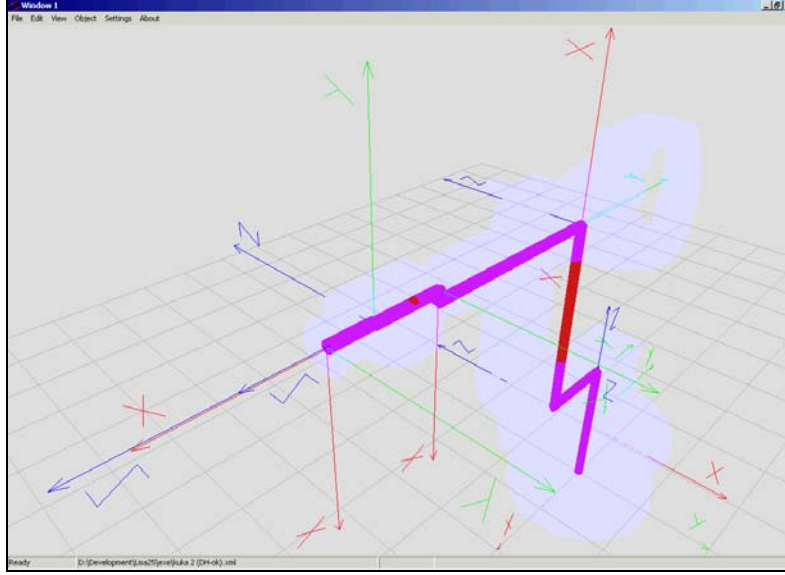 Window 1
File Edit View Object Settings About
X
Y
Y
Z
Z
X
Z
Z
Y
Z
X
Z
X
X
X
Z
Y
X
Y
Ready D:\Development\Lisa25\exe\kuka 2 (DH-ok).xml